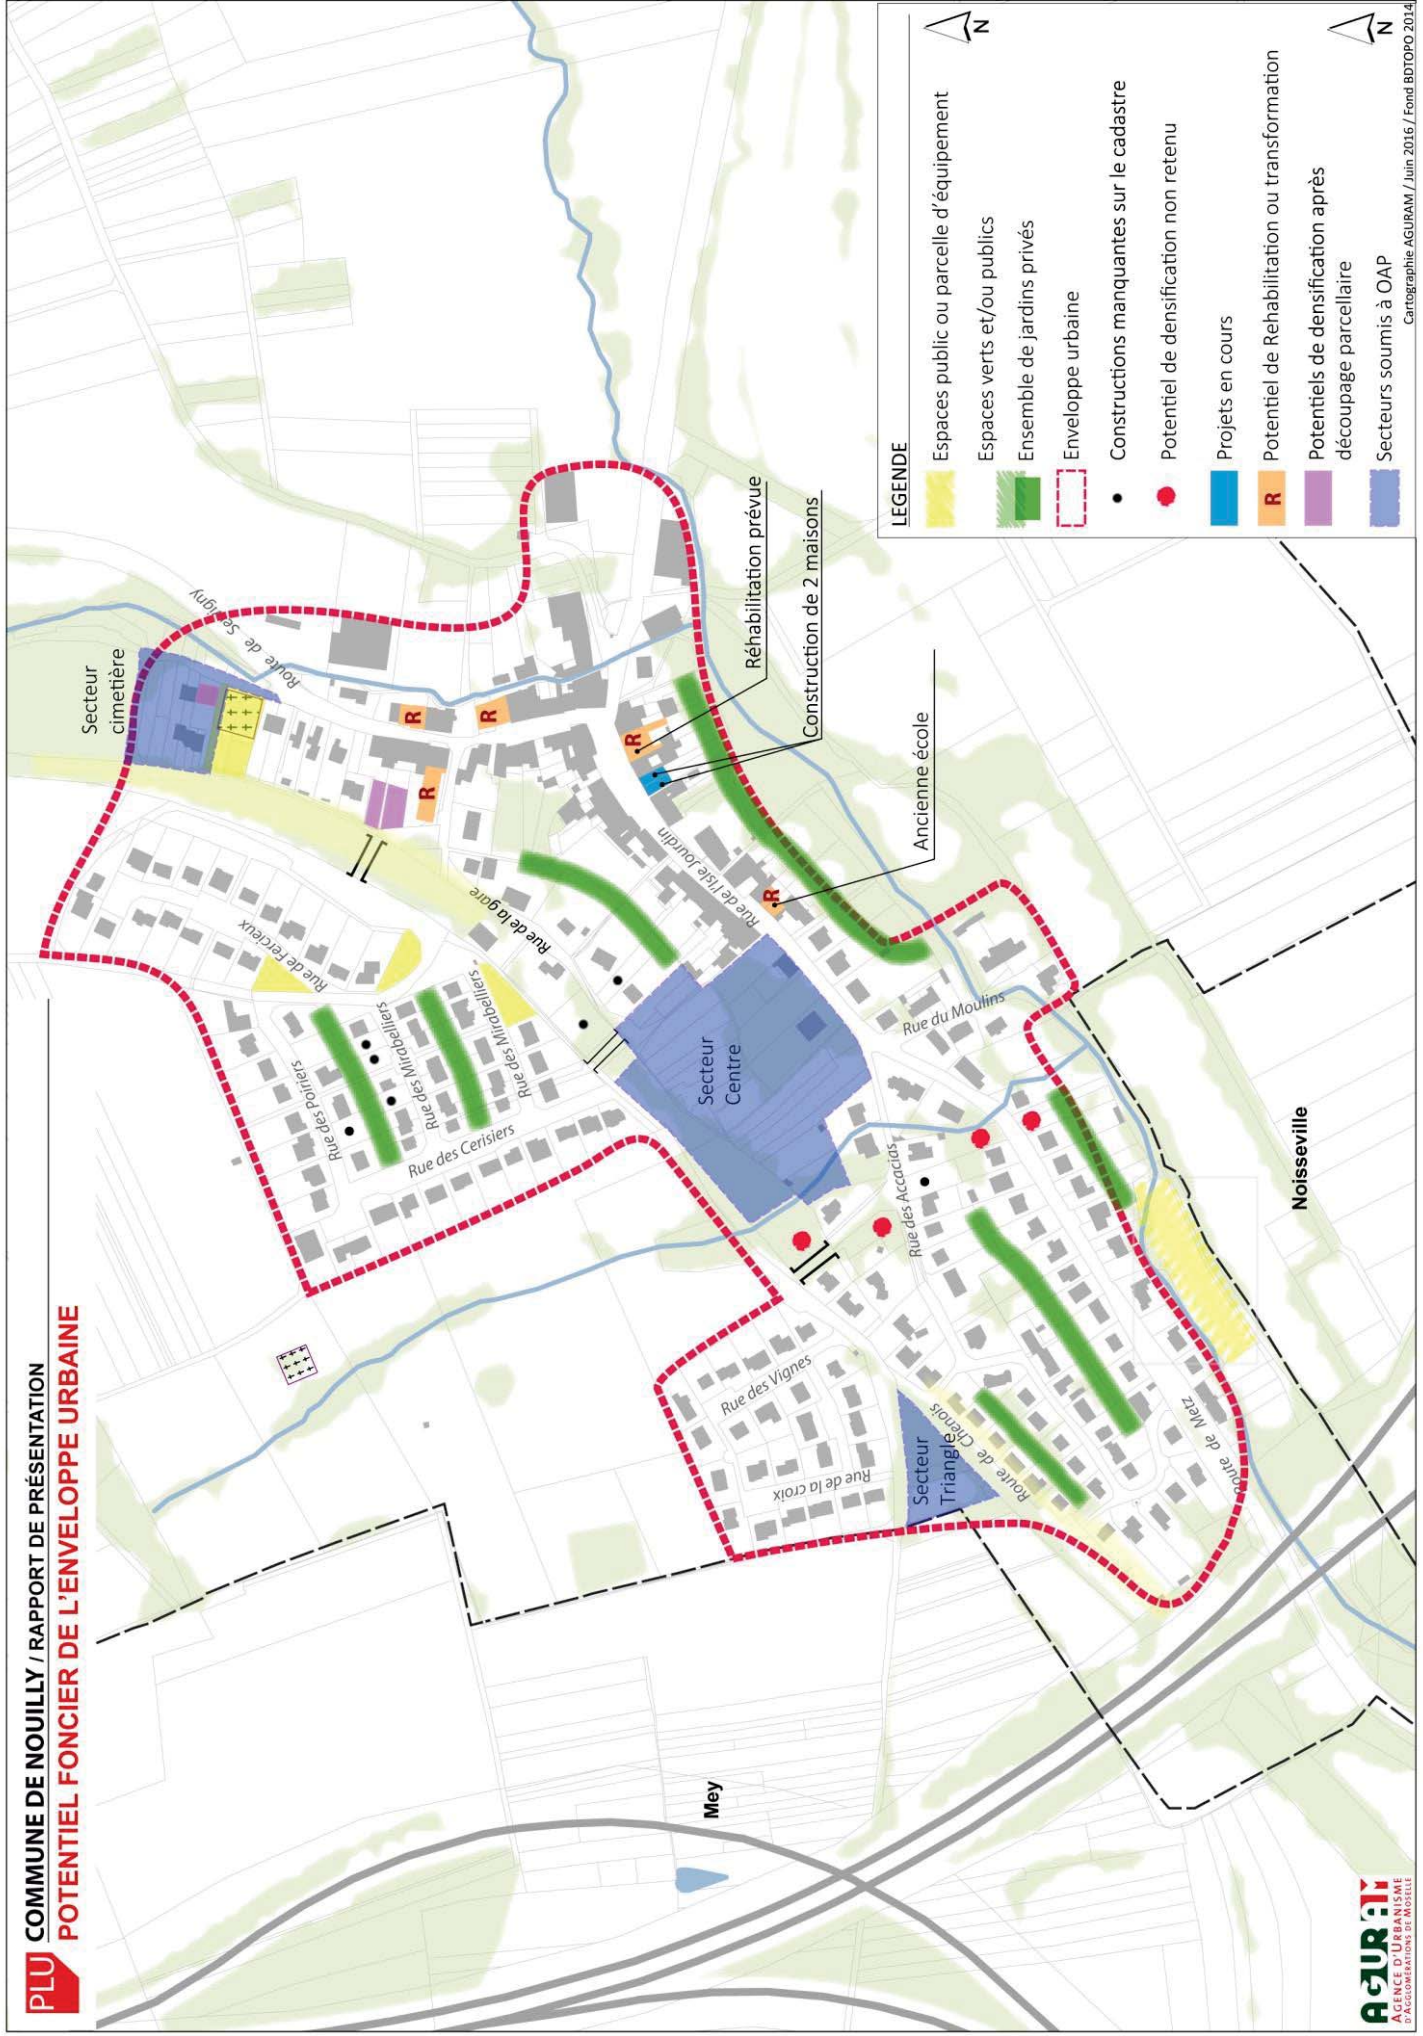 PLU
COMMUNE DE NOUILLY / RAPPORT DE PRÉSENTATION
POTENTIEL FONCIER DE L'ENVELOPPE URBAINE
Secteur
cimetière
Route de Servigny
R
R
R
R
R
Réhabilitation prévue
Construction de 2 maisons
Ancienne école
Rue de Fercieux
Rue de la gare
Rue de l'Isle Jourdin
Rue des Poiriers
Rue des Mirabelliers
Rue des Mirabelliers
Rue des Cerisiers
Secteur
Centre
Rue du Moulins
Rue des Accacias
Rue des Vignes
Rue de la croix
Secteur
Triangle
Route de Chenois
Route de Metz
Noisseville
Mey
LEGENDE
N
N
Espaces public ou parcelle d'équipement
Espaces verts et/ou publics
Ensemble de jardins privés
Enveloppe urbaine
Constructions manquantes sur le cadastre
Potentiel de densification non retenu
Projets en cours
R
Potentiel de Rehabilitation ou transformation
Potentiels de densification après
découpage parcellaire
Secteurs soumis à OAP
Cartographie AGURAM / Juin 2016 / Fond BDTOPO 2014
AGURAM
AGENCE D'URBANISME
D'AGGLOMÉRATIONS DE MOSELLE